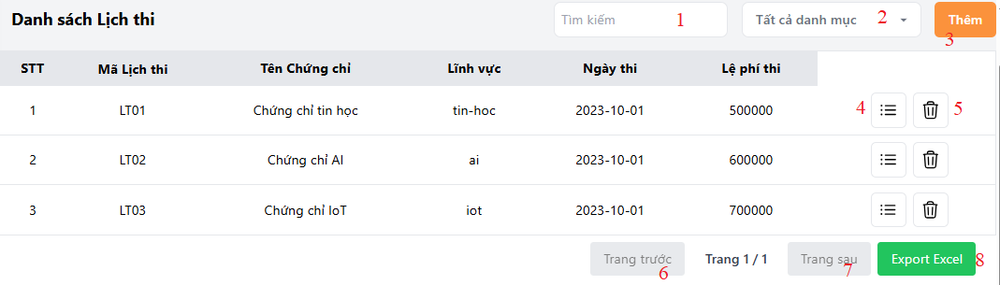 Danh sách Lịch thi Tìm kiếm 1 Tất cả danh mục 2 Thêm
3
STT Mã Lịch thi Tên Chứng chỉ Lĩnh vực Ngày thi Lệ phí thi
1 LT01 Chứng chỉ tin học tin-hoc 2023-10-01 500000 4 5
2 LT02 Chứng chỉ AI ai 2023-10-01 600000
3 LT03 Chứng chỉ IoT iot 2023-10-01 700000
Trang trước Trang 1 / 1 Trang sau Export Excel 8
6 7